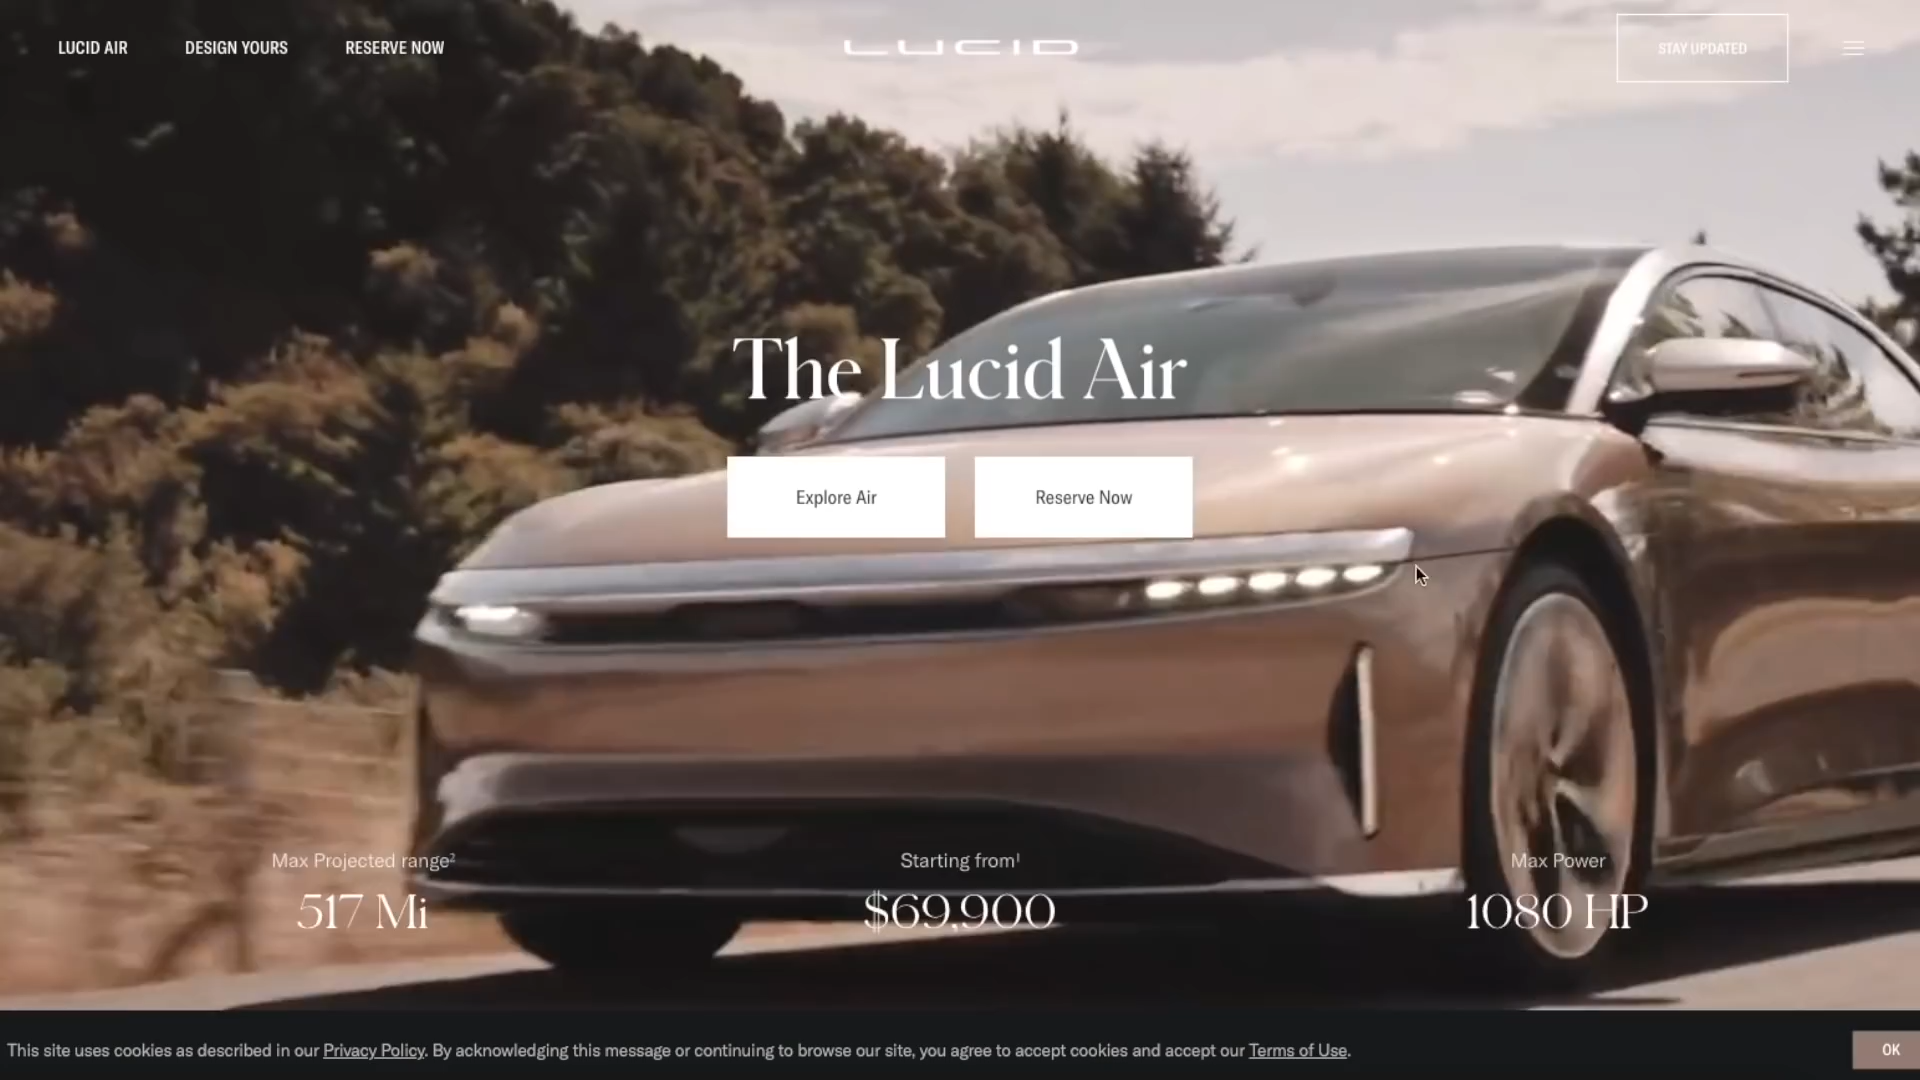 LUCID AIR DESIGN YOURS RESERVE NOW LUCID STAY UPDATED
The Lucid Air
Explore Air Reserve Now
Max Projected range² Starting from¹ Max Power
517 Mi $69,900 1080 HP
This site uses cookies as described in our Privacy Policy. By acknowledging this message or continuing to browse our site, you agree to accept cookies and accept our Terms of Use. OK